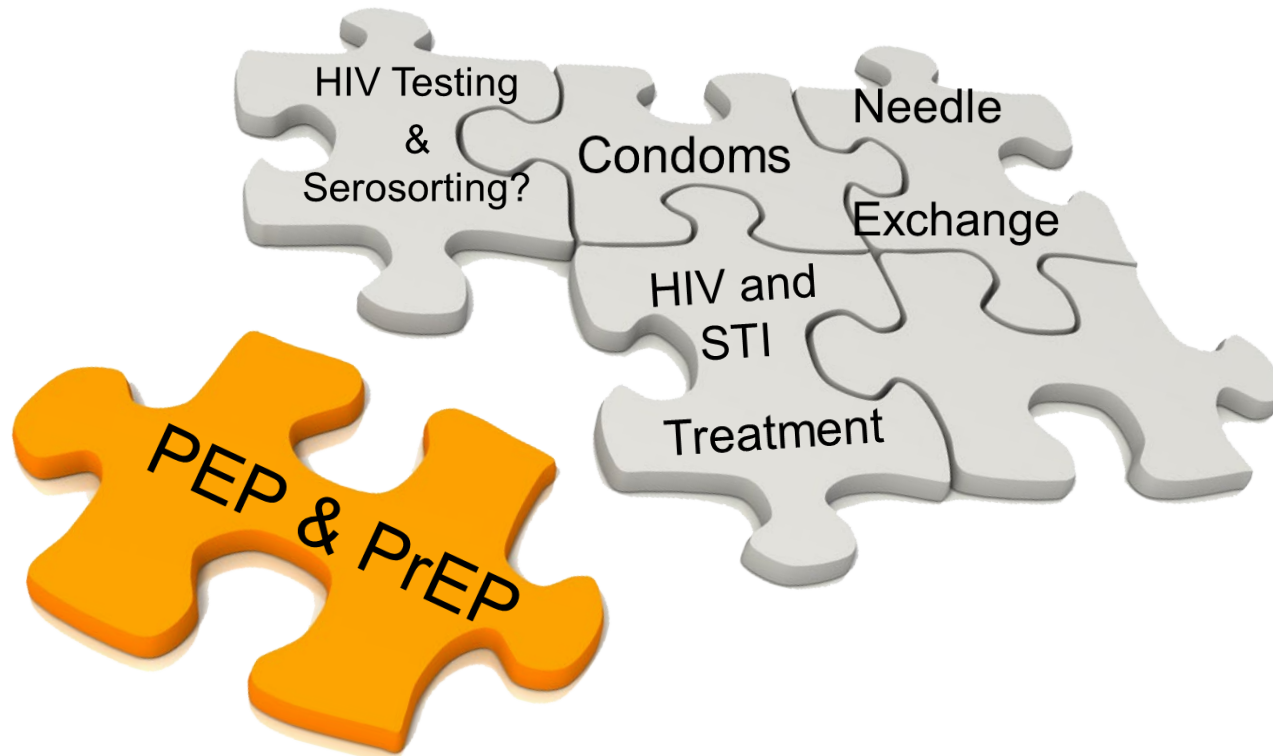 HIV Testing
&
Serosorting?
Condoms
Needle
Exchange
HIV and
STI
Treatment
PEP & PrEP